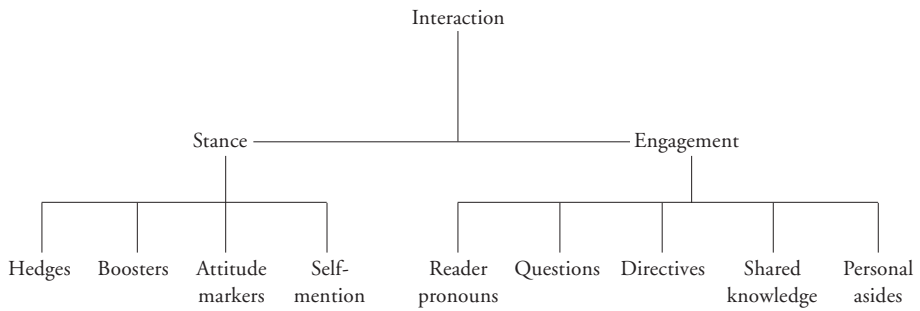 Interaction
Stance
Engagement
Hedges
Boosters
Attitude
markers
Self-
mention
Reader
pronouns
Questions
Directives
Shared
knowledge
Personal
asides